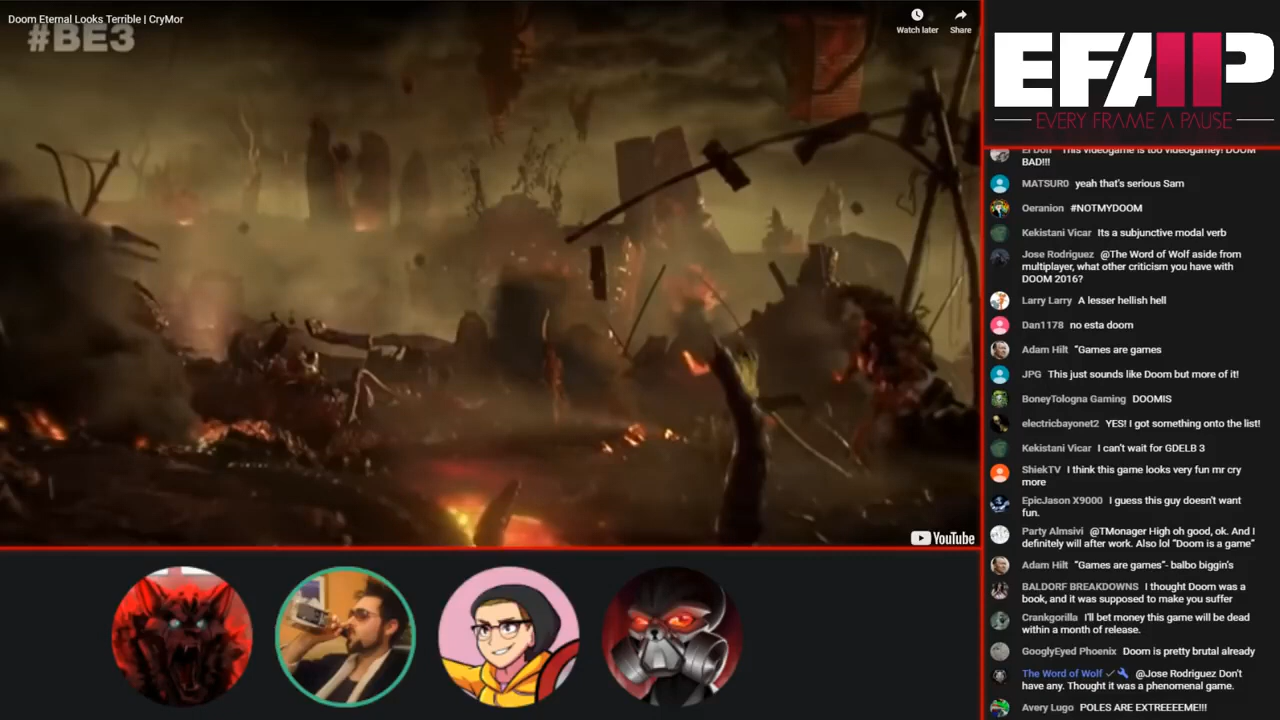 Doom Eternal Looks Terrible | CryMor
#BE3
Watch later
Share
YouTube
EFAP
EVERY FRAME A PAUSE
El Doh "This videogame is too videogamey! DOOM
BAD!!!
MATSUR0 yeah that's serious Sam
Oeranion #NOTMYDOOM
Kekistani Vicar Its a subjunctive modal verb
Jose Rodriguez @The Word of Wolf aside from
multiplayer, what other criticism you have with
DOOM 2016?
Larry Larry A lesser hellish hell
Dan1178 no esta doom
Adam Hilt "Games are games
JPG This just sounds like Doom but more of it!
BoneyTologna Gaming DOOMIS
electricbayonet2 YES! I got something onto the list!
Kekistani Vicar I can't wait for GDELB 3
ShiekTV I think this game looks very fun mr cry
more
EpicJason X9000 I guess this guy doesn't want
fun.
Party Almsivi @TMonager High oh good, ok. And I
definitely will after work. Also lol "Doom is a game"
Adam Hilt "Games are games"- balbo biggin's
BALDORF BREAKDOWNS I thought Doom was a
book, and it was supposed to make you suffer
Crankgorilla I'll bet money this game will be dead
within a month of release.
GooglyEyed Phoenix Doom is pretty brutal already
The Word of Wolf @Jose Rodriguez Don't
have any. Thought it was a phenomenal game.
Avery Lugo POLES ARE EXTREEEEME!!!